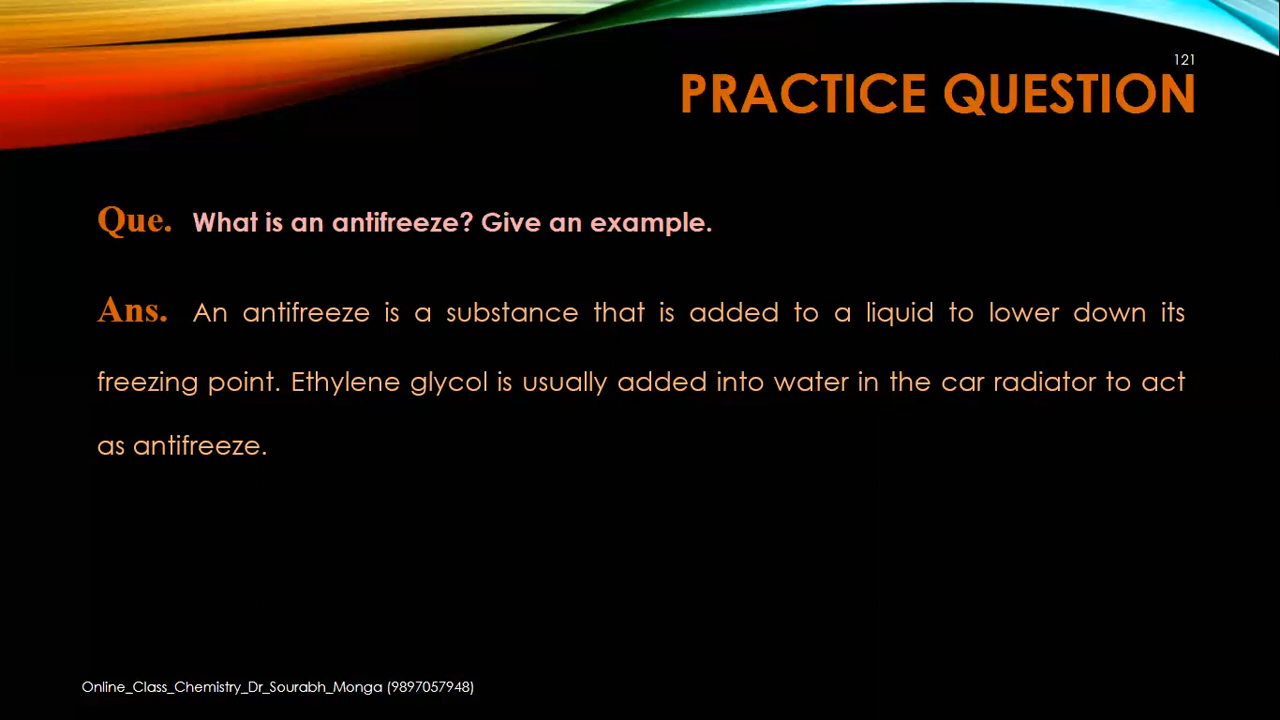 121
PRACTICE QUESTION
Que. What is an antifreeze? Give an example.
Ans. An antifreeze is a substance that is added to a liquid to lower down its
freezing point. Ethylene glycol is usually added into water in the car radiator to act
as antifreeze.
Online_Class_Chemistry_Dr_Sourabh_Monga (9897057948)